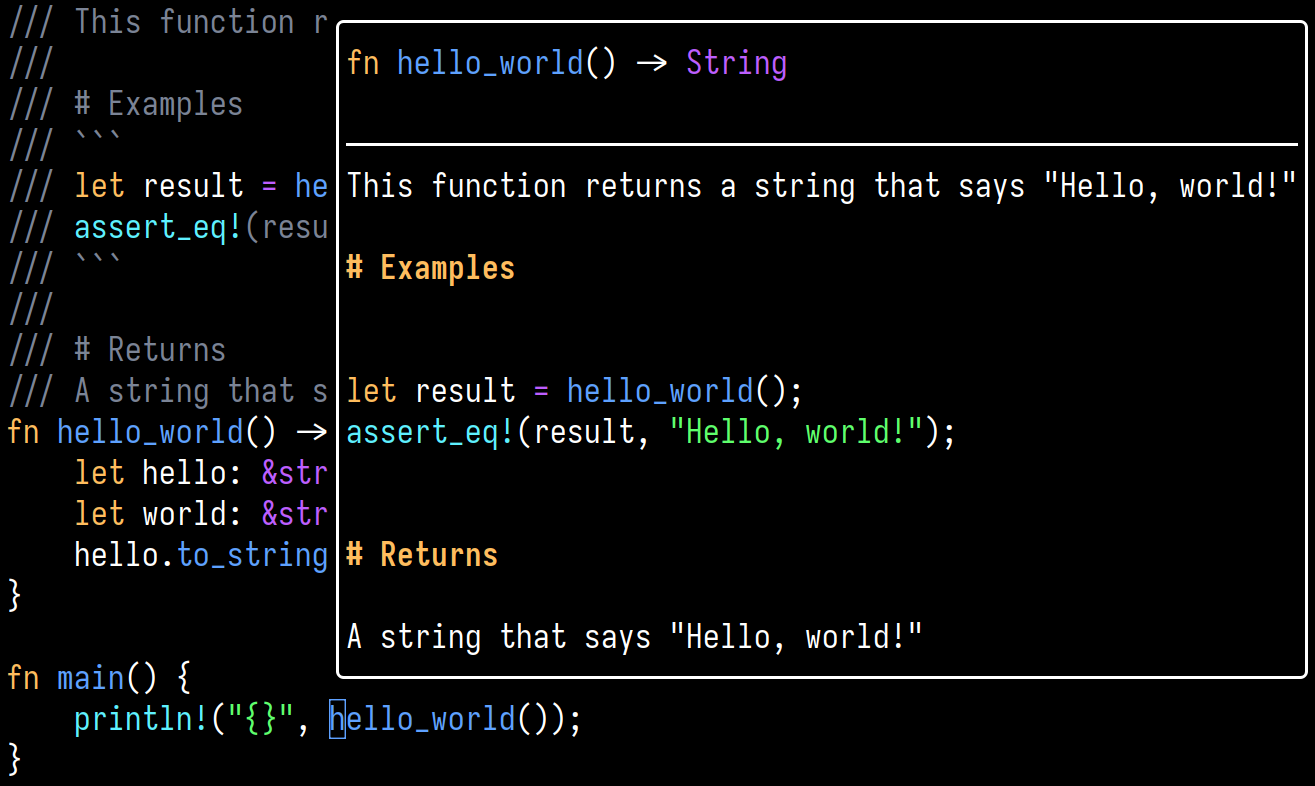 /// This function r
///
/// # Examples
/// ```
/// let result = he
/// assert_eq!(resu
/// ```
///
/// # Returns
/// A string that s
fn hello_world() ->
    let hello: &str
    let world: &str
    hello.to_string
}

fn main() {
    println!("{}", hello_world());
}

fn hello_world() -> String

This function returns a string that says "Hello, world!"

# Examples

let result = hello_world();
assert_eq!(result, "Hello, world!");

# Returns

A string that says "Hello, world!"